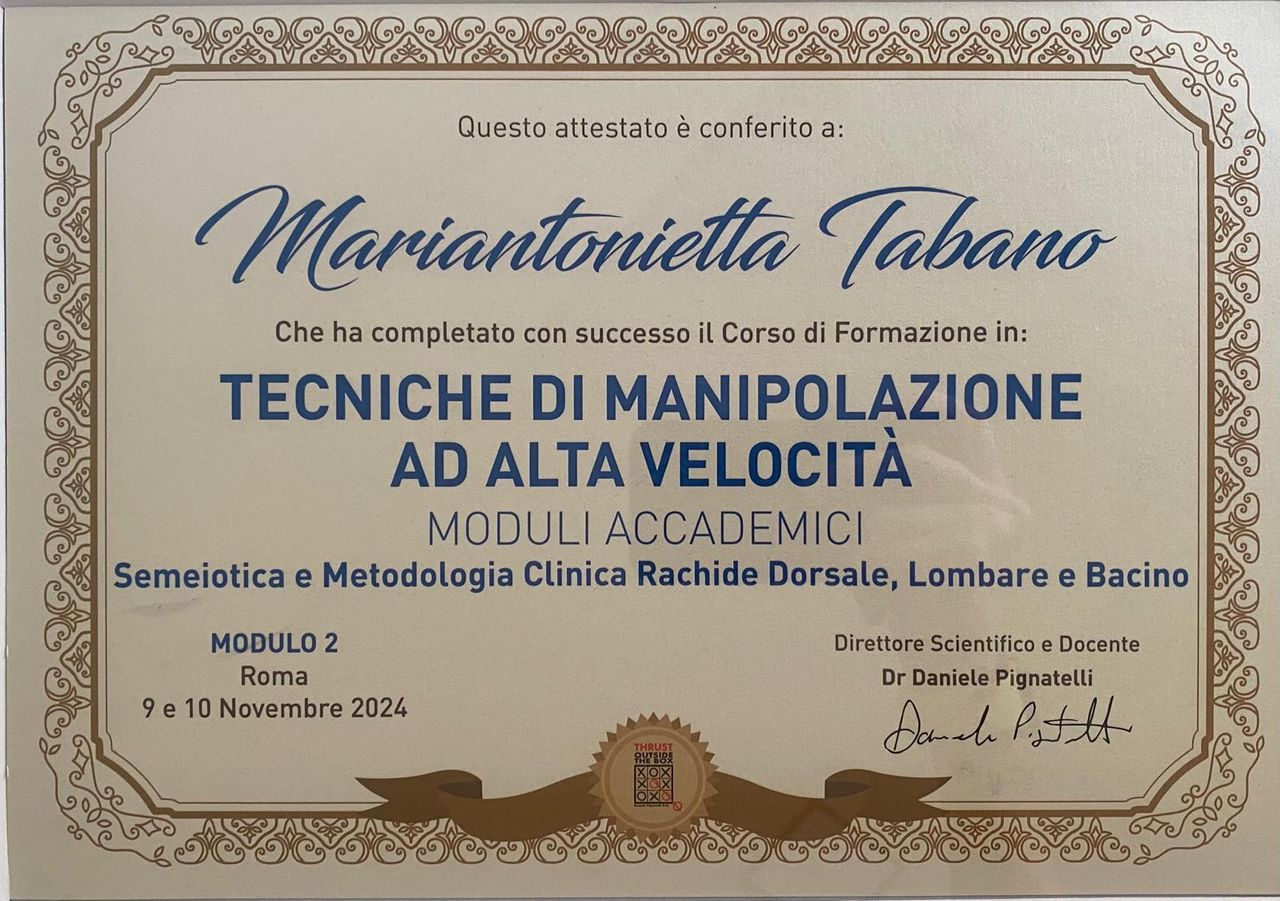 Questo attestato è conferito a:
Mariantonietta Tabano
Che ha completato con successo il Corso di Formazione in:
TECNICHE DI MANIPOLAZIONE
AD ALTA VELOCITÀ
MODULI ACCADEMICI
Semeiotica e Metodologia Clinica Rachide Dorsale, Lombare e Bacino
MODULO 2
Roma
9 e 10 Novembre 2024
Direttore Scientifico e Docente
Dr Daniele Pignatelli
THRUST
OUTSIDE
THE BOX